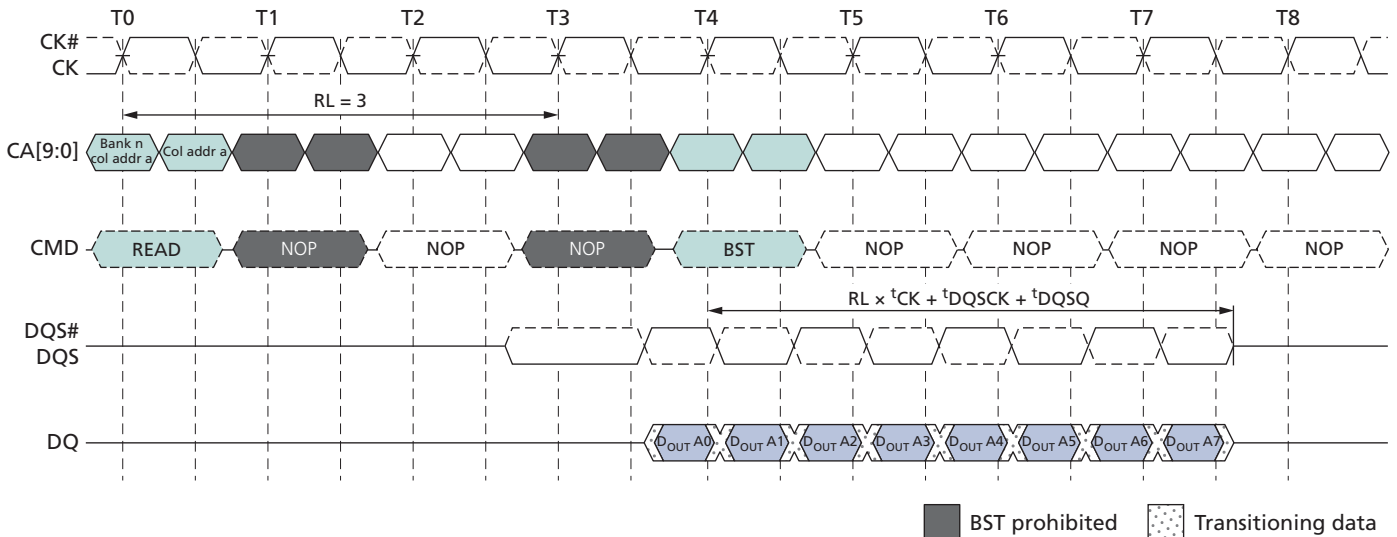 T0 T1 T2 T3 T4 T5 T6 T7 T8
CK#
CK
RL = 3
CA[9:0]
Bank n
col addr a
Col addr a
CMD READ NOP NOP NOP BST NOP NOP NOP NOP
RL × tCK + tDQSCK + tDQSQ
DQS#
DQS
DQ DOUT A0 DOUT A1 DOUT A2 DOUT A3 DOUT A4 DOUT A5 DOUT A6 DOUT A7
BST prohibited Transitioning data